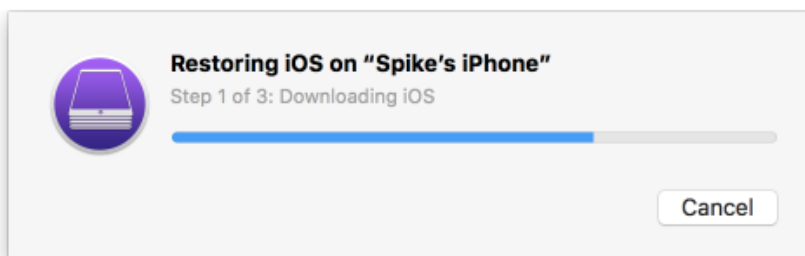 Restoring iOS on “Spike’s iPhone”
Step 1 of 3: Downloading iOS
Cancel